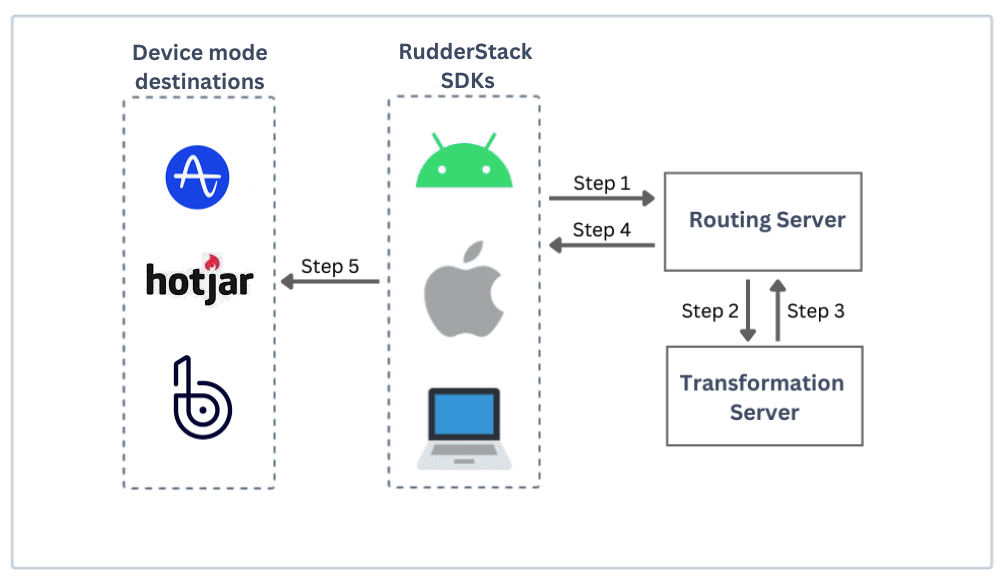 Device mode
destinations
RudderStack
SDKs
Step 1
Routing Server
Step 4
hotjar
Step 5
Step 2
Step 3
Transformation
Server